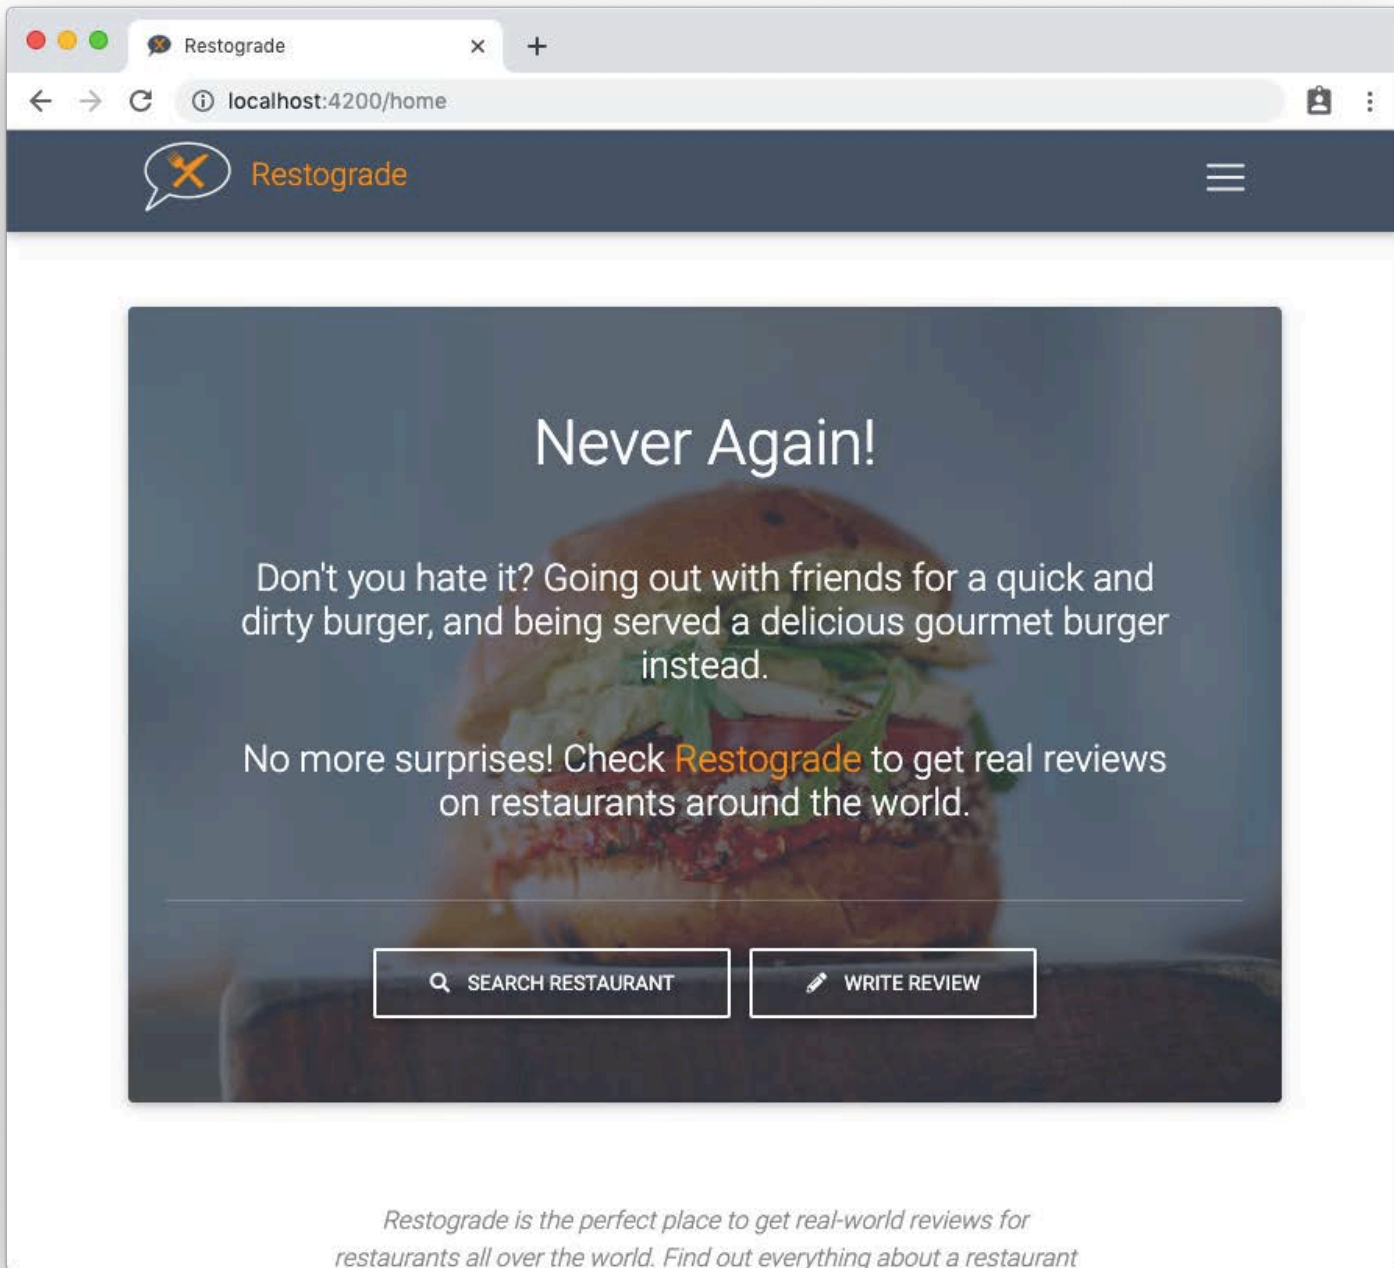 Restograde
localhost:4200/home
Restograde
Never Again!
Don't you hate it? Going out with friends for a quick and
dirty burger, and being served a delicious gourmet burger
instead.
No more surprises! Check Restograde to get real reviews
on restaurants around the world.
SEARCH RESTAURANT
WRITE REVIEW
Restograde is the perfect place to get real-world reviews for
restaurants all over the world. Find out everything about a restaurant